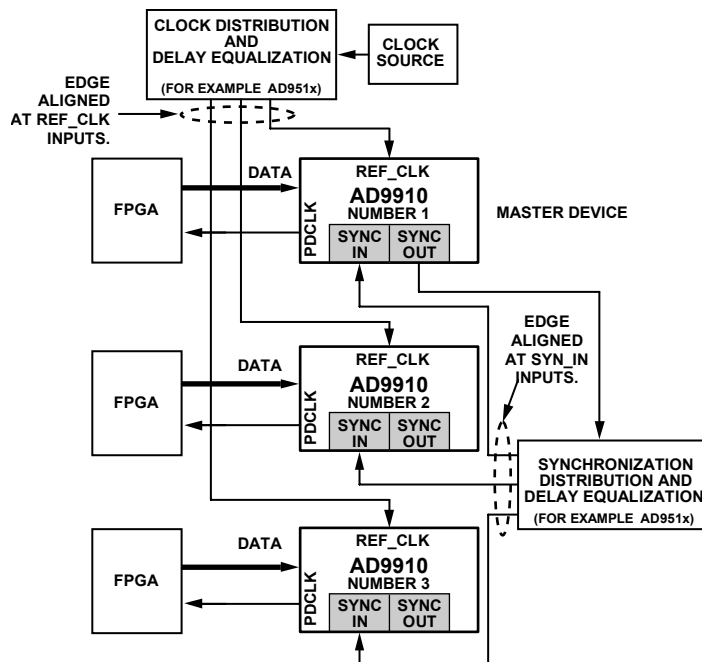 CLOCK DISTRIBUTION
AND
DELAY EQUALIZATION
(FOR EXAMPLE AD951x)
CLOCK
SOURCE
EDGE
ALIGNED
AT REF_CLK
INPUTS.
FPGA
DATA
REF_CLK
AD9910
NUMBER 1
PDCLK
SYNC
IN
SYNC
OUT
MASTER DEVICE
EDGE
ALIGNED
AT SYN_IN
INPUTS.
FPGA
DATA
REF_CLK
AD9910
NUMBER 2
PDCLK
SYNC
IN
SYNC
OUT
SYNCHRONIZATION
DISTRIBUTION AND
DELAY EQUALIZATION
(FOR EXAMPLE AD951x)
FPGA
DATA
REF_CLK
AD9910
NUMBER 3
PDCLK
SYNC
IN
SYNC
OUT